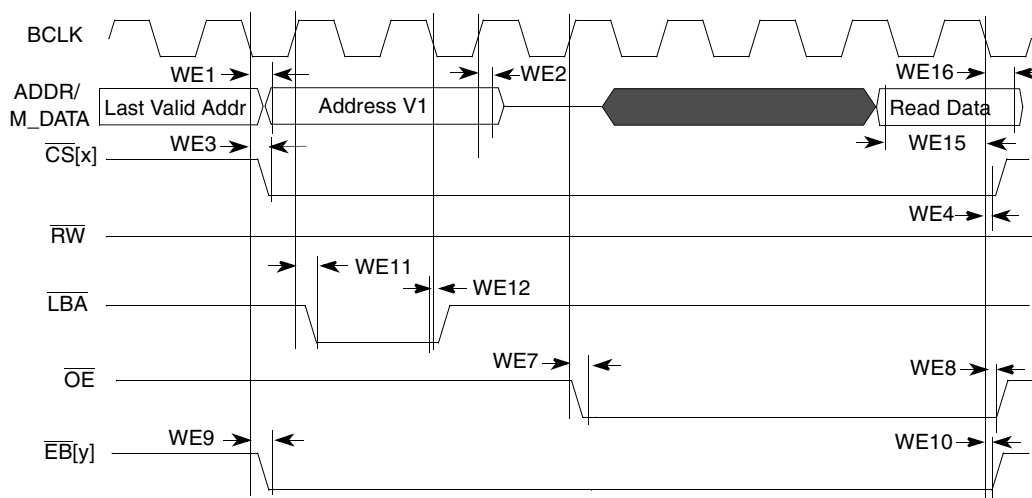 BCLK
WE1
WE2
WE16
ADDR/
M_DATA
Last Valid Addr
Address V1
Read Data
WE3
WE15
CS[x]
WE4
RW
WE11
WE12
LBA
WE7
WE8
OE
WE9
WE10
EB[y]